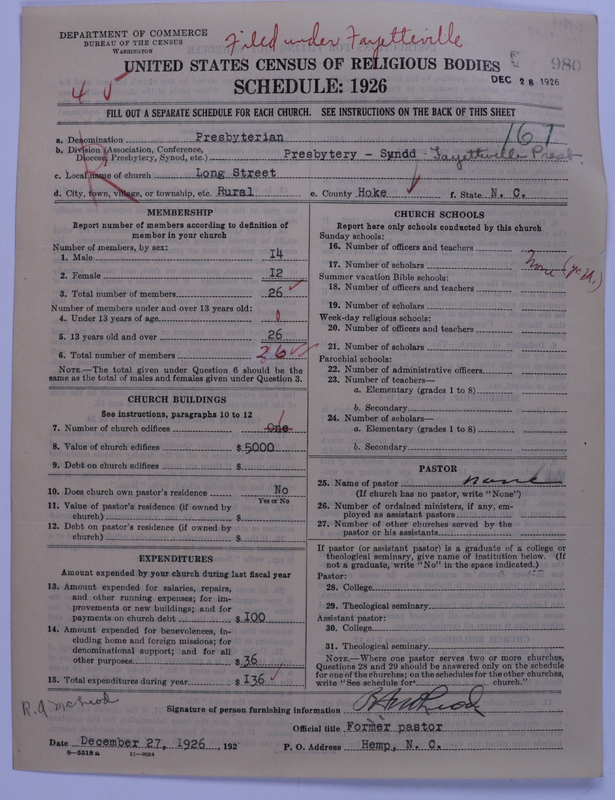 DEPARTMENT OF COMMERCE
BUREAU OF THE CENSUS
WASHINGTON
Filed under Fayetteville
UNITED STATES CENSUS OF RELIGIOUS BODIES
980
DEC 28 1926
SCHEDULE: 1926
4
FILL OUT A SEPARATE SCHEDULE FOR EACH CHURCH. SEE INSTRUCTIONS ON THE BACK OF THIS SHEET
167
a. Denomination Presbyterian
b. Division (Association, Conference, Diocese, Presbytery, Synod, etc.) Presbytery - Syndd Fayettville Presb.
c. Local name of church Long Street
d. City, town, village, or township, etc. Rural e. County Hoke f. State N. C.
MEMBERSHIP
Report number of members according to definition of
member in your church
Number of members, by sex:
1. Male 14
2. Female 12
3. Total number of members 26
Number of members under and over 13 years old:
4. Under 13 years of age 0
5. 13 years old and over 26
6. Total number of members 26
NOTE.—The total given under Question 6 should be the
same as the total of males and females given under Question 3.
CHURCH BUILDINGS
See instructions, paragraphs 10 to 12
7. Number of church edifices One 1
8. Value of church edifices $ 5000
9. Debt on church edifices $
10. Does church own pastor's residence No
Yes or No
11. Value of pastor's residence (if owned by
church) $
12. Debt on pastor's residence (if owned by
church) $
EXPENDITURES
Amount expended by your church during last fiscal year
13. Amount expended for salaries, repairs,
and other running expenses; for im-
provements or new buildings; and for
payments on church debt $ 100
14. Amount expended for benevolences, in-
cluding home and foreign missions; for
denominational support; and for all
other purposes $ 36
15. Total expenditures during year $ 136
CHURCH SCHOOLS
Report here only schools conducted by this church
Sunday schools:
16. Number of officers and teachers
17. Number of scholars None
Summer vacation Bible schools:
18. Number of officers and teachers
19. Number of scholars
Week-day religious schools:
20. Number of officers and teachers
21. Number of scholars
Parochial schools:
22. Number of administrative officers
23. Number of teachers—
a. Elementary (grades 1 to 8)
b. Secondary
24. Number of scholars—
a. Elementary (grades 1 to 8)
b. Secondary
PASTOR
25. Name of pastor none
(If church has no pastor, write "None")
26. Number of ordained ministers, if any, em-
ployed as assistant pastors
27. Number of other churches served by the
pastor or his assistants
If pastor (or assistant pastor) is a graduate of a college or
theological seminary, give name of institution below. (If
not a graduate, write "No" in the space indicated.)
Pastor:
28. College
29. Theological seminary
Assistant pastor:
30. College
31. Theological seminary
NOTE.—Where one pastor serves two or more churches,
Questions 28 and 29 should be answered only on the schedule
for one of the churches; on the schedules for the other churches,
write "See schedule for church."
R. A. McLeod
Signature of person furnishing information R. A. McLeod
Official title Former pastor
Date December 27, 1926 , 192 P. O. Address Hemp, N. C.
8—5518a 11—9054